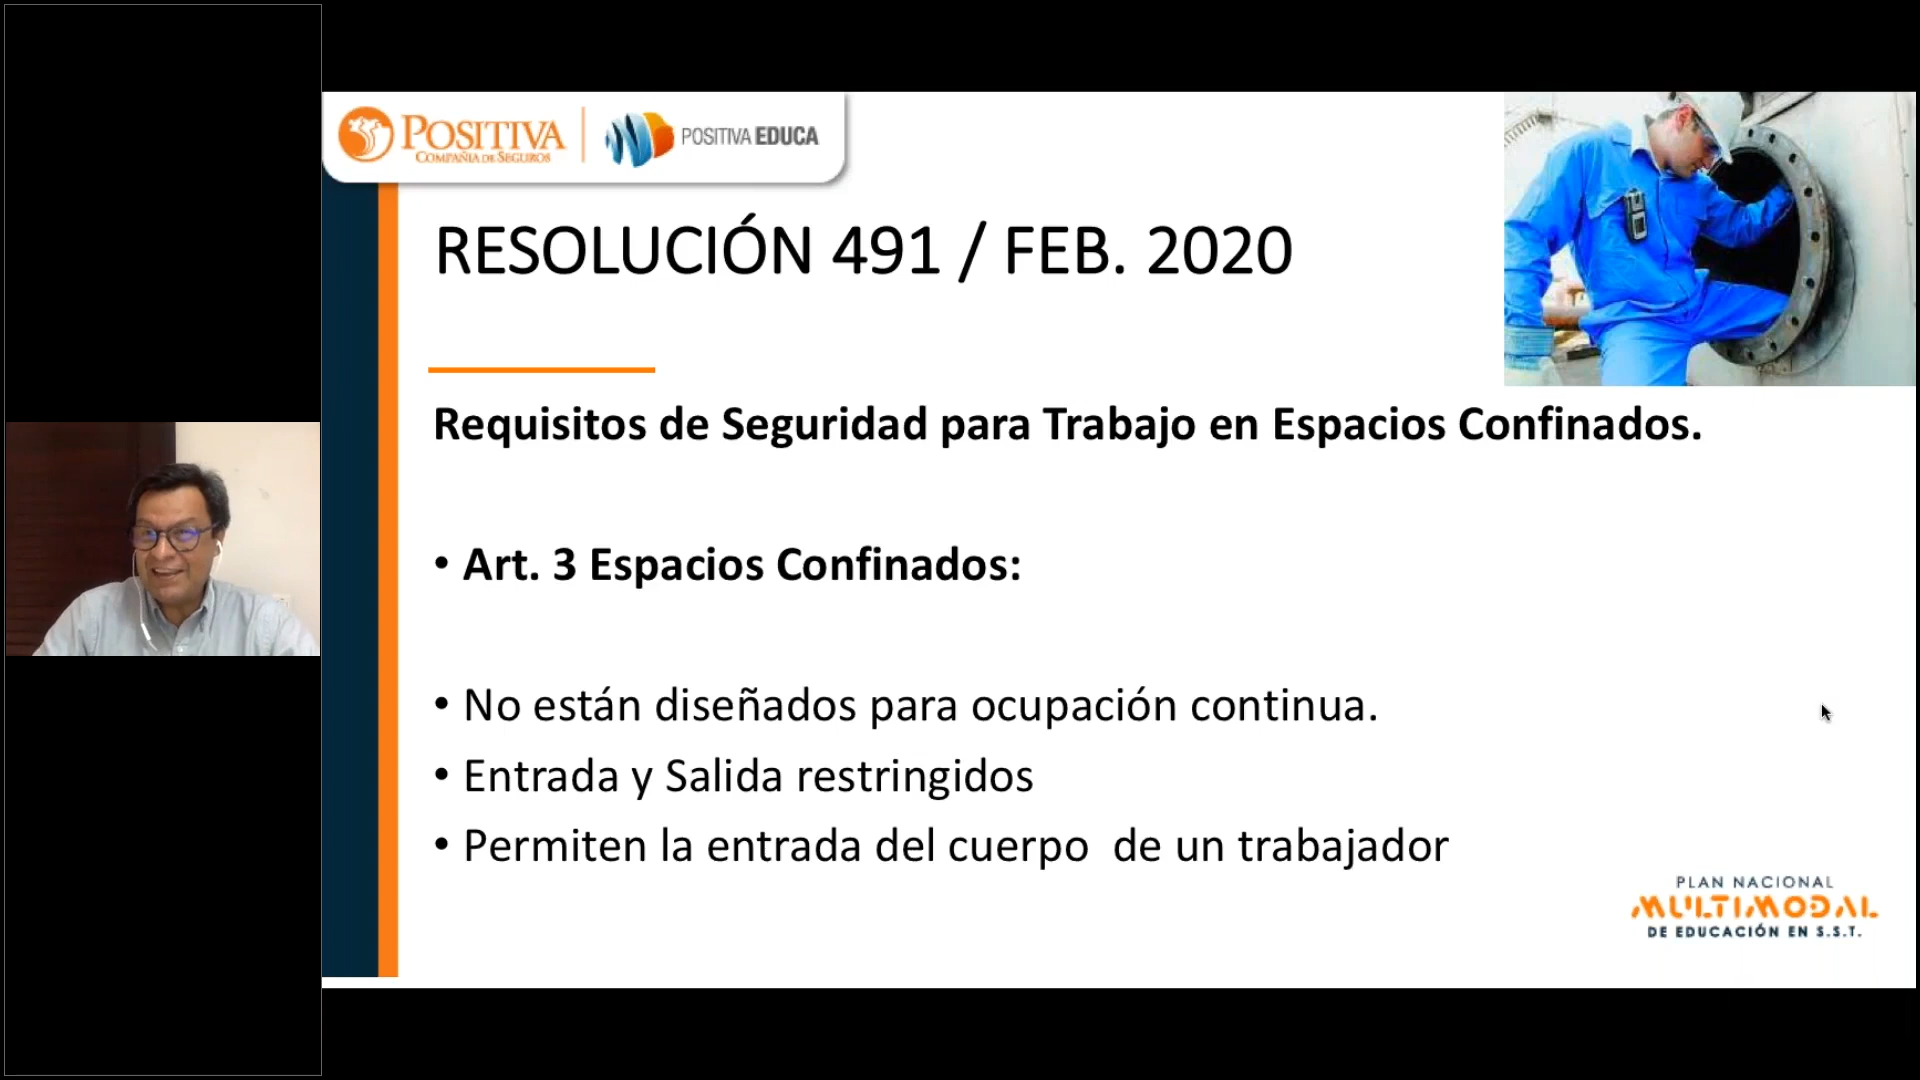 POSITIVA
COMPAÑIA DE SEGUROS
POSITIVA EDUCA
RESOLUCIÓN 491 / FEB. 2020
Requisitos de Seguridad para Trabajo en Espacios Confinados.
• Art. 3 Espacios Confinados:
• No están diseñados para ocupación continua.
• Entrada y Salida restringidos
• Permiten la entrada del cuerpo  de un trabajador
PLAN NACIONAL
MULTIMODAL
DE EDUCACIÓN EN S.S.T.